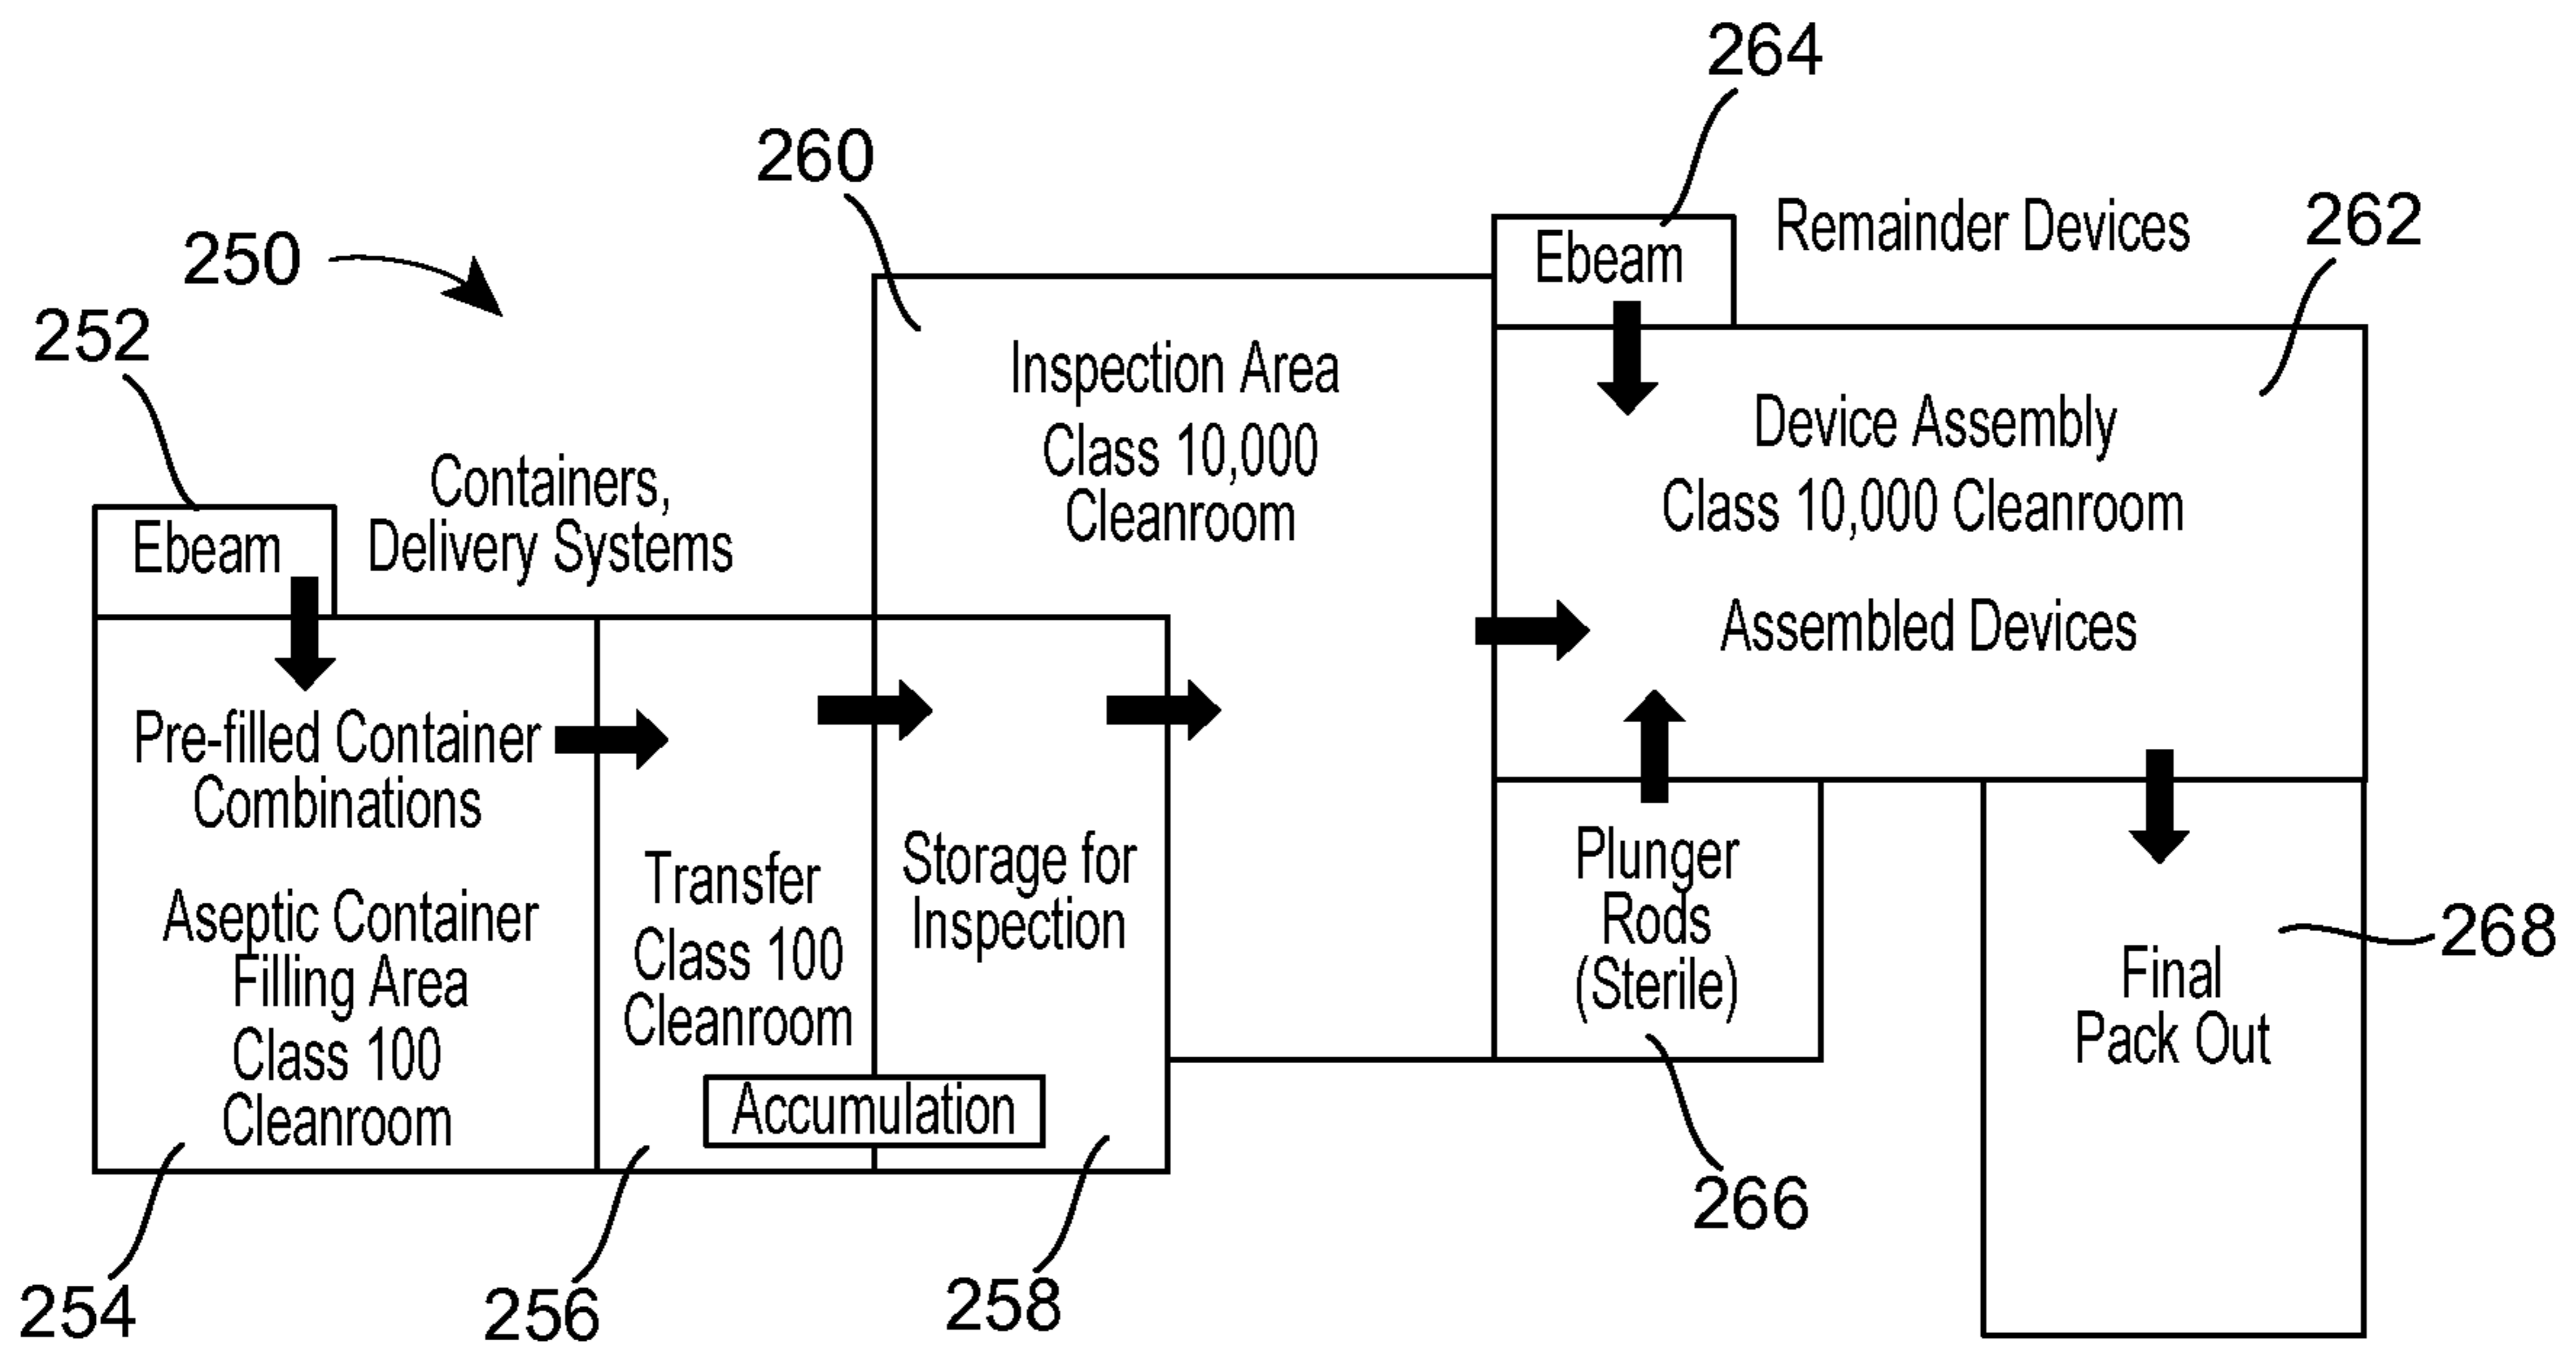 264
260
Remainder Devices
262
250
Ebeam
252
Inspection Area
Class 10,000
Cleanroom
Device Assembly
Class 10,000 Cleanroom
Assembled Devices
Containers,
Delivery Systems
Ebeam
Pre-filled Container
Combinations
Aseptic Container
Filling Area
Class 100
Cleanroom
Transfer
Class 100
Cleanroom
Storage for
Inspection
Accumulation
Plunger
Rods
(Sterile)
Final
Pack Out
268
266
254
256
258